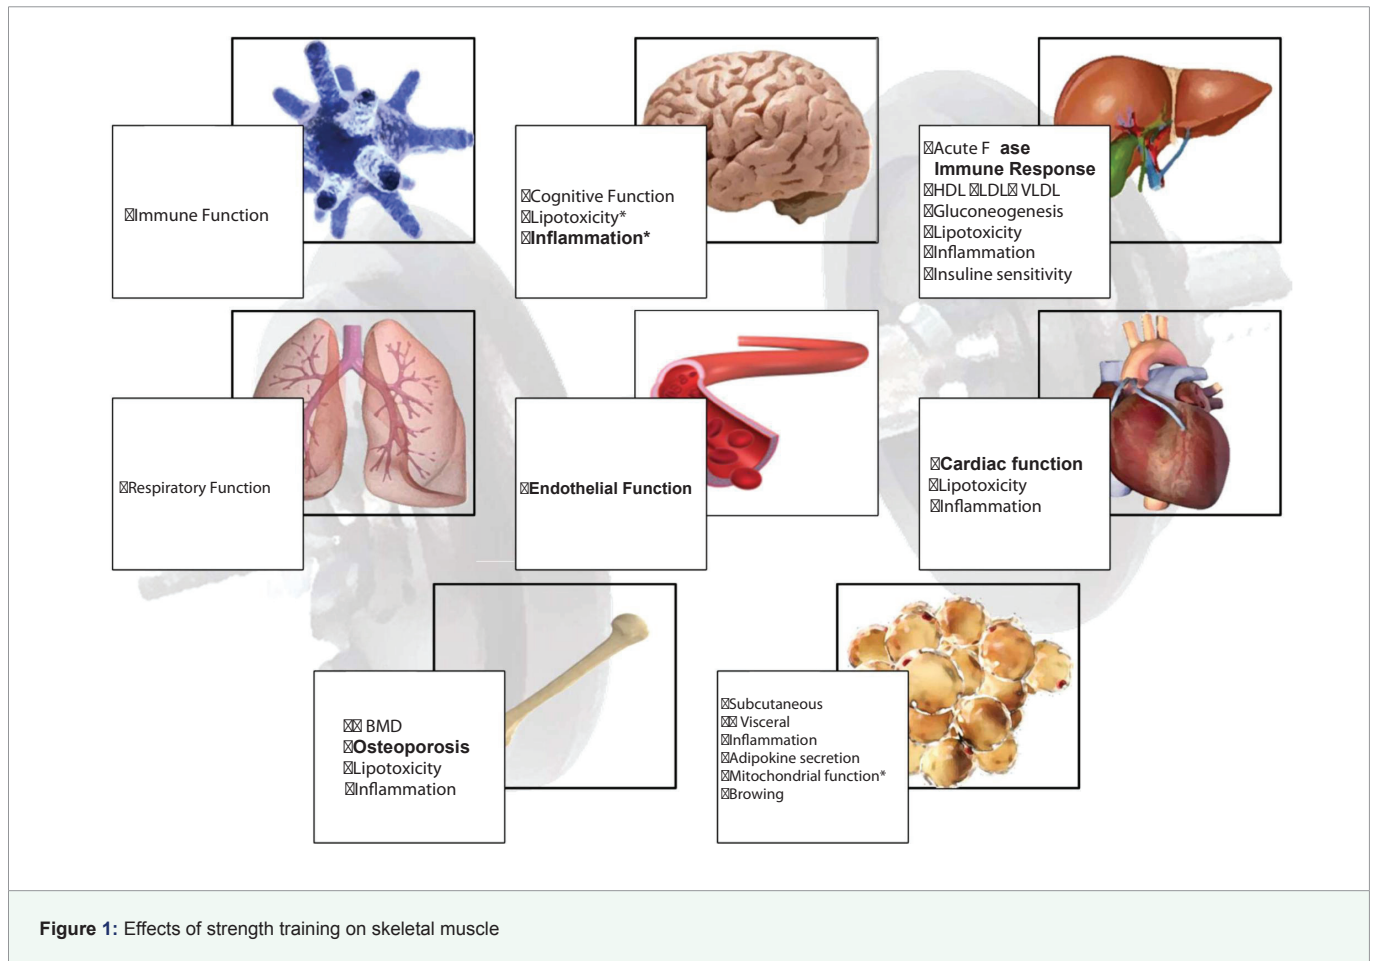 Immune Function
Cognitive Function
Lipotoxicity*
Inflammation*
Acute F ase
Immune Response
HDL LDL VLDL
Gluconeogenesis
Lipotoxicity
Inflammation
Insuline sensitivity
Respiratory Function
Endothelial Function
Cardiac function
Lipotoxicity
Inflammation
BMD
Osteoporosis
Lipotoxicity
Inflammation
Subcutaneous
Visceral
Inflammation
Adipokine secretion
Mitochondrial function*
Browing
Figure 1: Effects of strength training on skeletal muscle